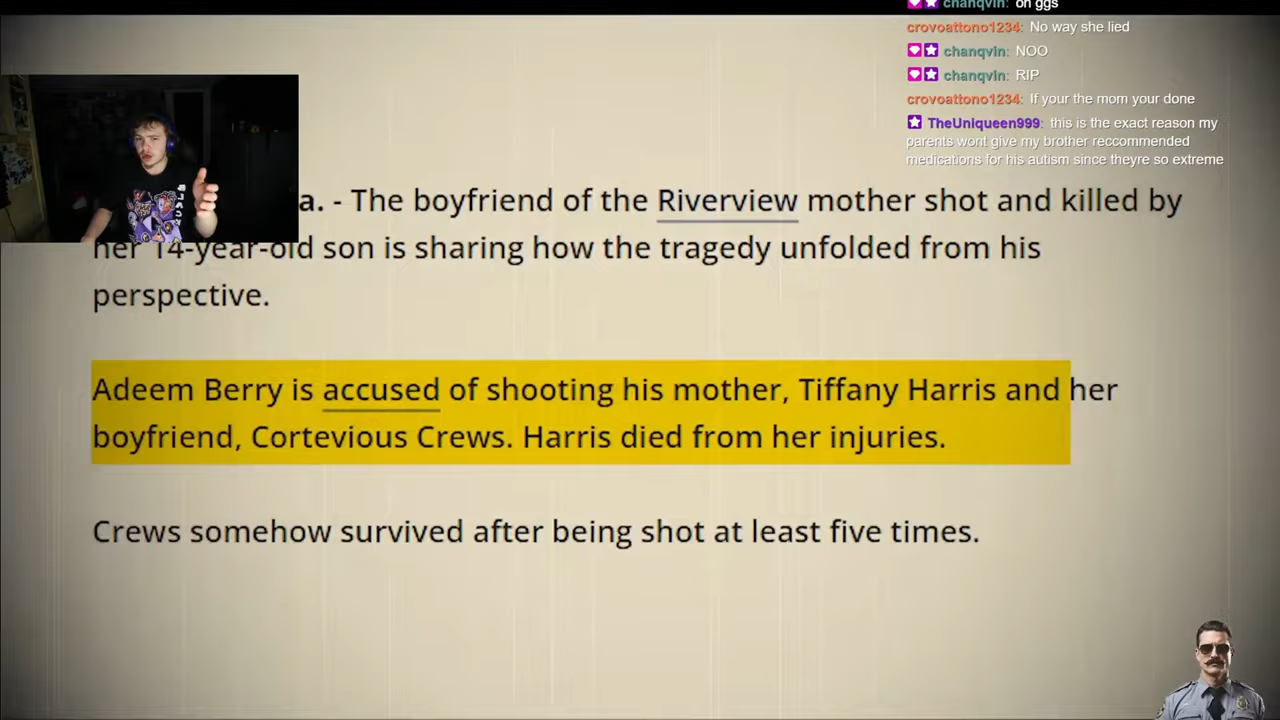 chanqvin: oh ggs
crovoattono1234: No way she lied
chanqvin: NOO
chanqvin: RIP
crovoattono1234: If your the mom your done
TheUniqueen999: this is the exact reason my
parents wont give my brother reccommended
medications for his autism since theyre so extreme
a. - The boyfriend of the Riverview mother shot and killed by
her 14-year-old son is sharing how the tragedy unfolded from his
perspective.
Adeem Berry is accused of shooting his mother, Tiffany Harris and her
boyfriend, Cortevious Crews. Harris died from her injuries.
Crews somehow survived after being shot at least five times.